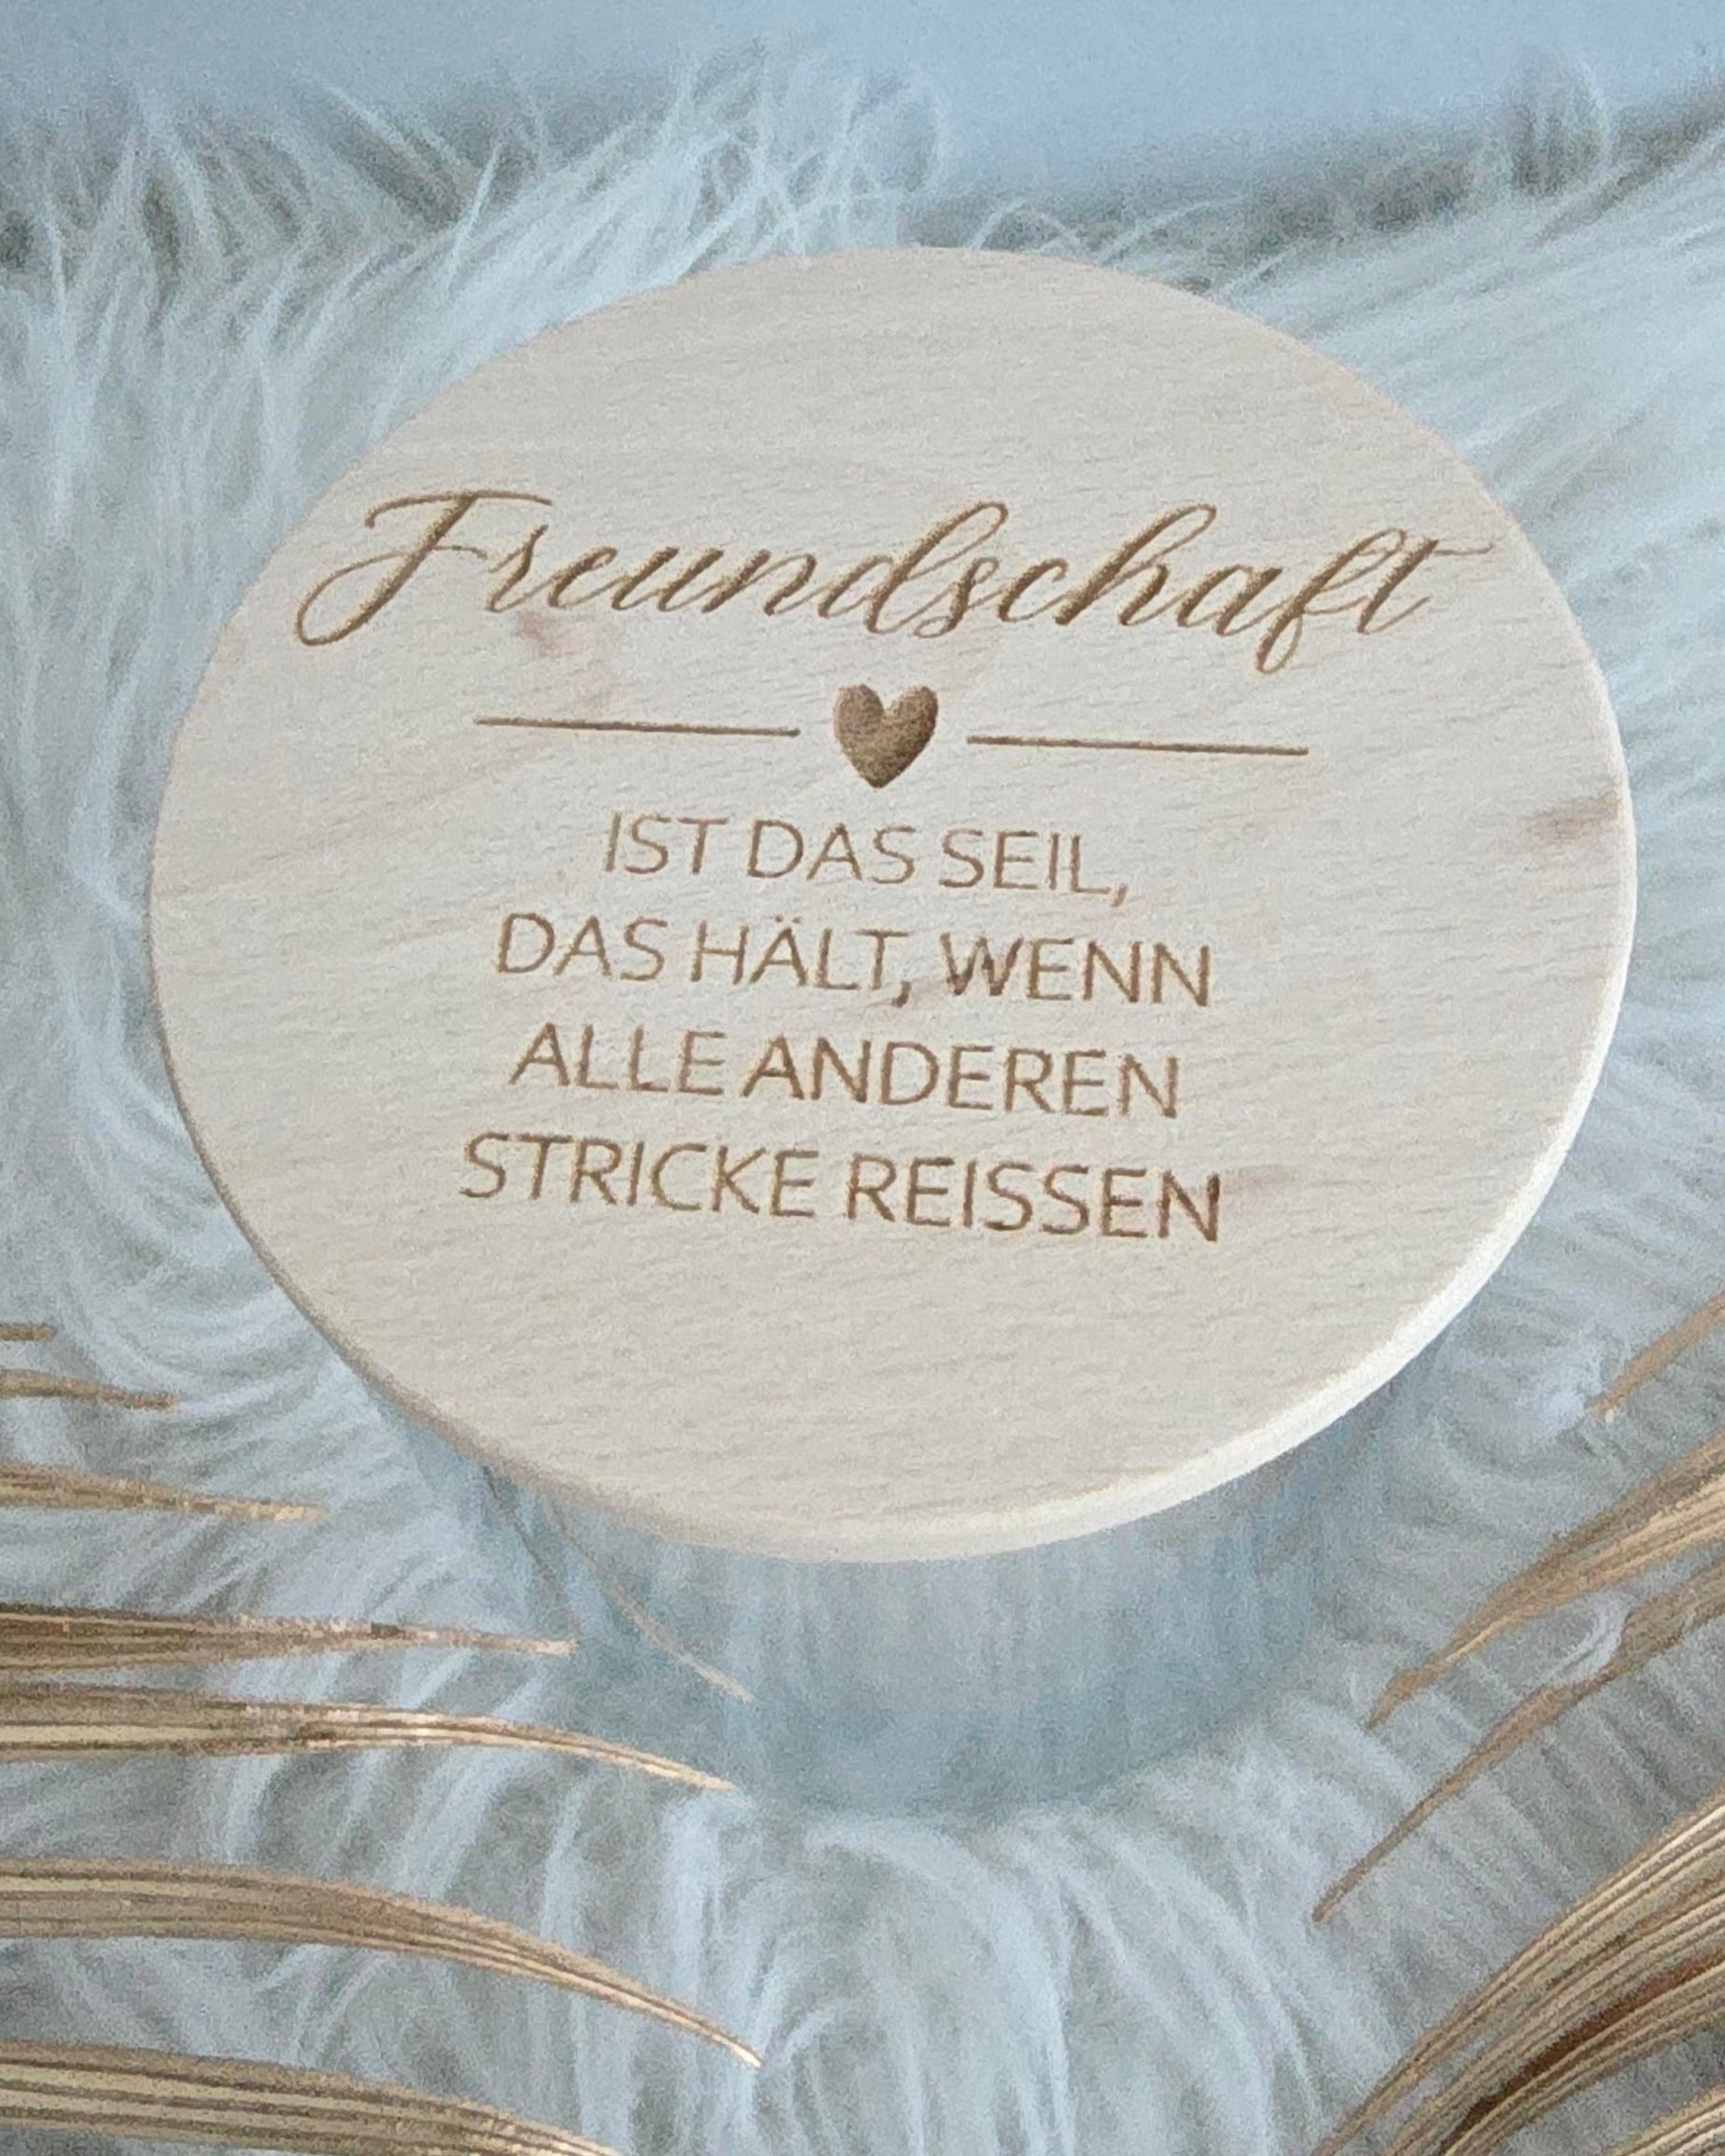 Freundschaft
IST DAS SEIL,
DAS HÄLT, WENN
ALLE ANDEREN
STRICKE REISSEN